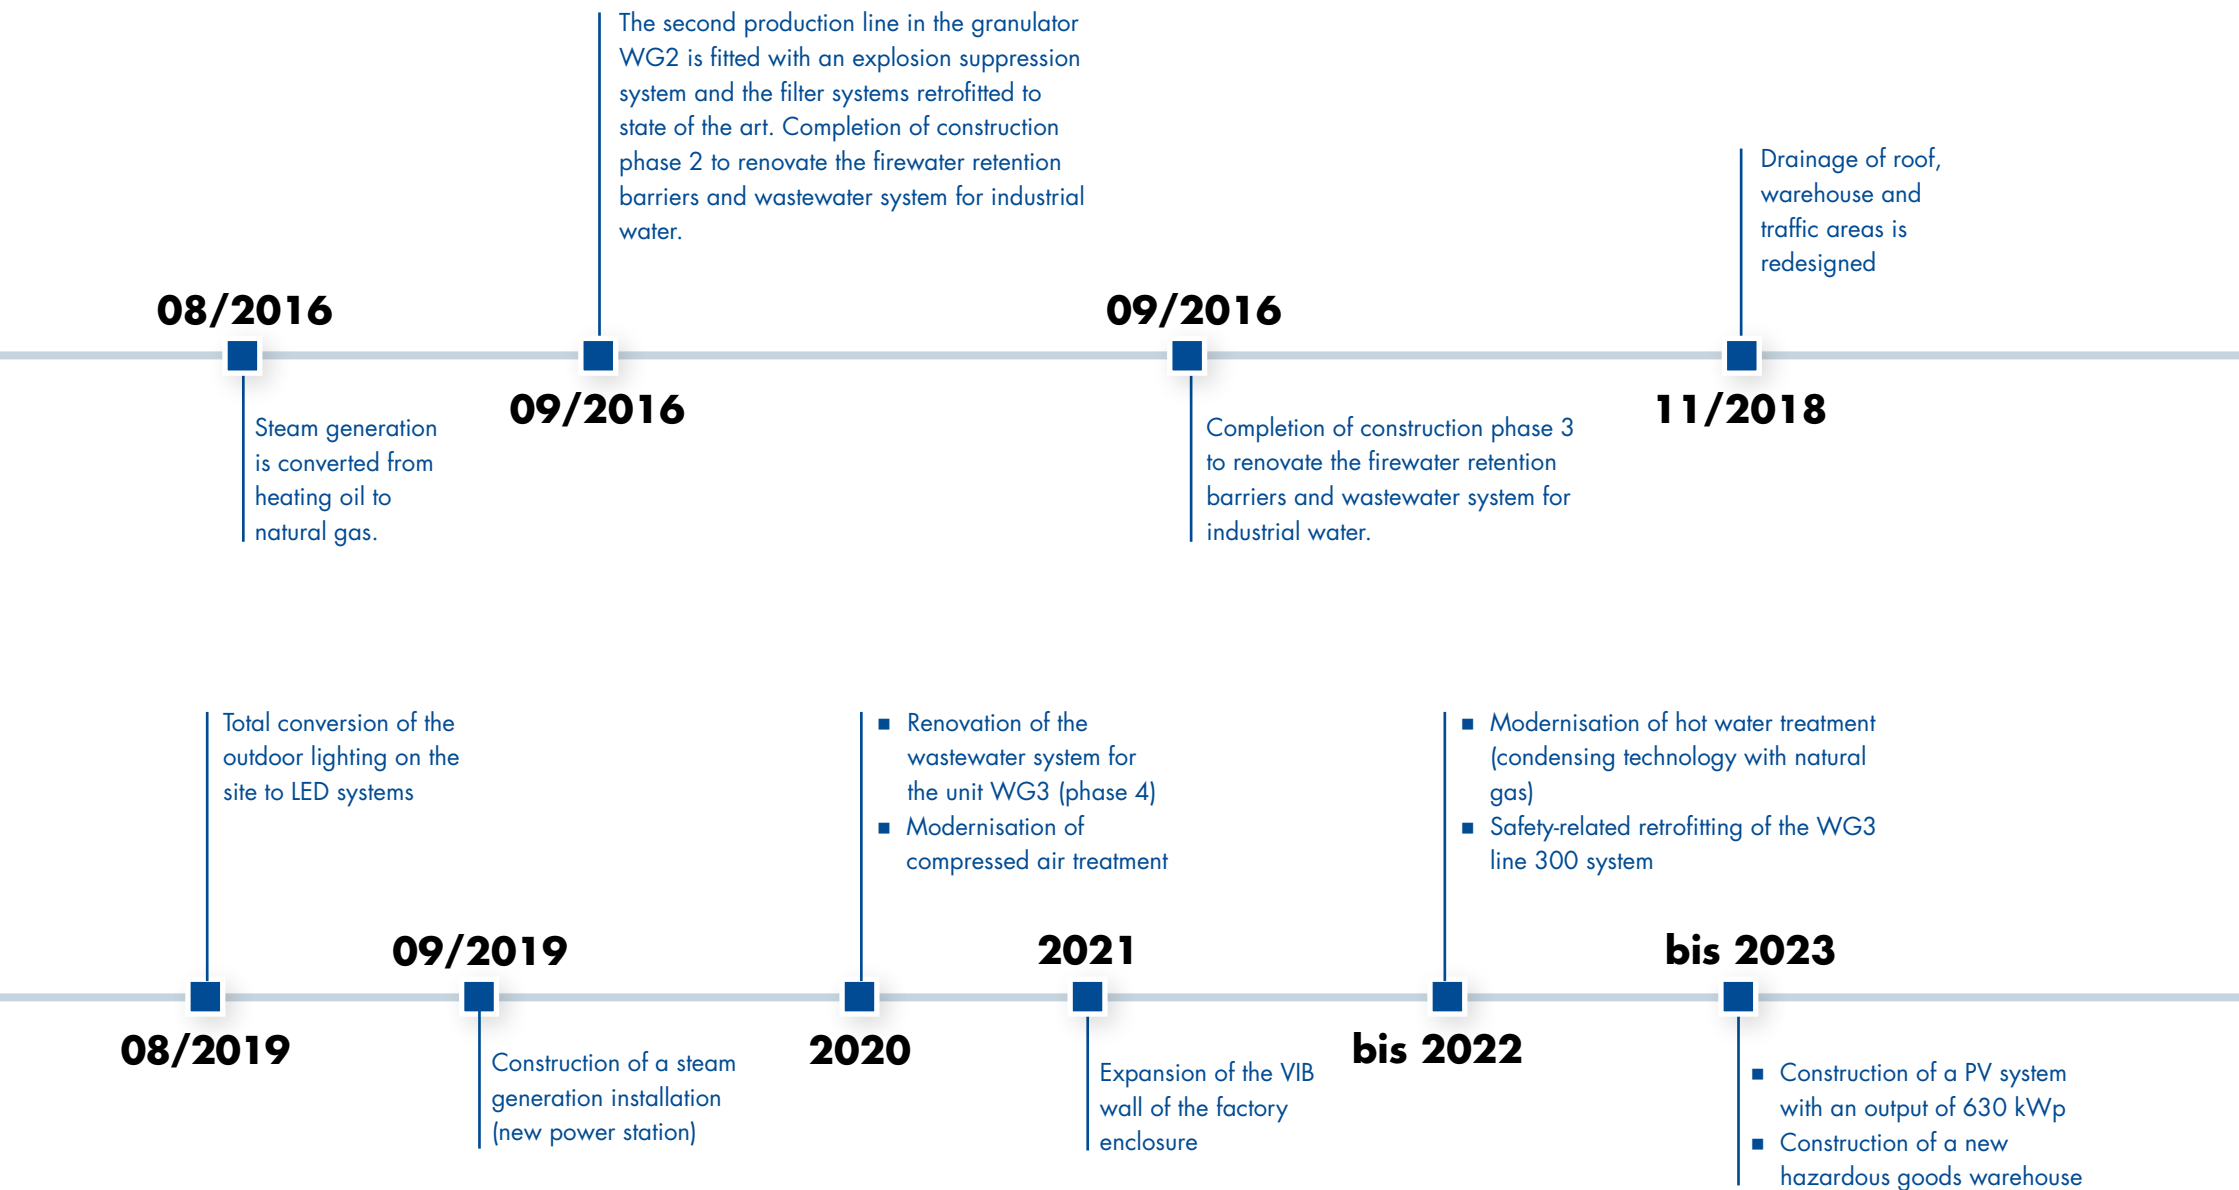 The second production line in the granulator
WG2 is fitted with an explosion suppression
system and the filter systems retrofitted to
state of the art. Completion of construction
phase 2 to renovate the firewater retention
barriers and wastewater system for industrial
water.
Drainage of roof,
warehouse and
traffic areas is
redesigned
08/2016
09/2016
09/2016
11/2018
Steam generation
is converted from
heating oil to
natural gas.
Completion of construction phase 3
to renovate the firewater retention
barriers and wastewater system for
industrial water.
Total conversion of the
outdoor lighting on the
site to LED systems
■ Renovation of the
wastewater system for
the unit WG3 (phase 4)
■ Modernisation of
compressed air treatment
■ Modernisation of hot water treatment
(condensing technology with natural
gas)
■ Safety-related retrofitting of the WG3
line 300 system
09/2019
2021
bis 2023
08/2019
2020
bis 2022
Construction of a steam
generation installation
(new power station)
Expansion of the VIB
wall of the factory
enclosure
■ Construction of a PV system
with an output of 630 kWp
■ Construction of a new
hazardous goods warehouse